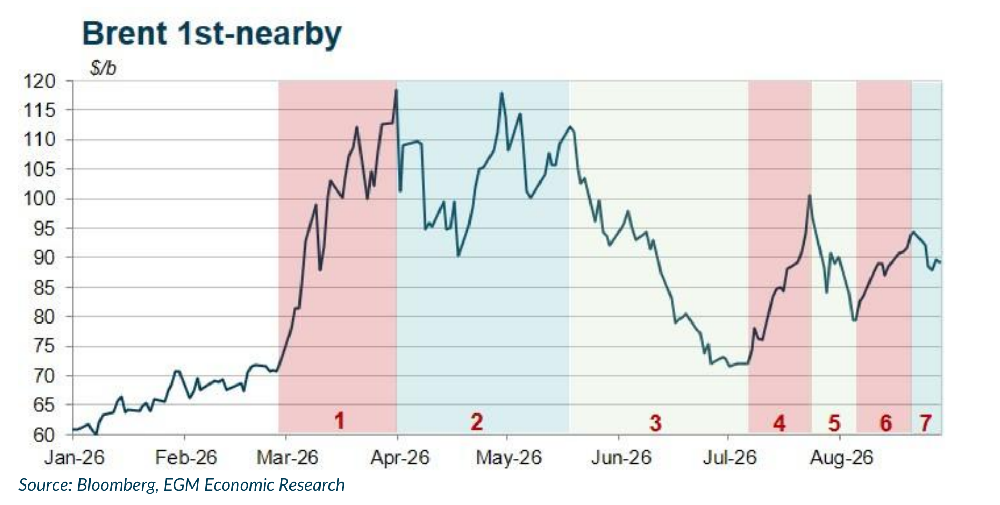 Brent 1st-nearby
$/b
120
115
110
105
100
95
90
85
80
75
70
65
60
1 2 3 4 5 6 7
Jan-26 Feb-26 Mar-26 Apr-26 May-26 Jun-26 Jul-26 Aug-26
Source: Bloomberg, EGM Economic Research